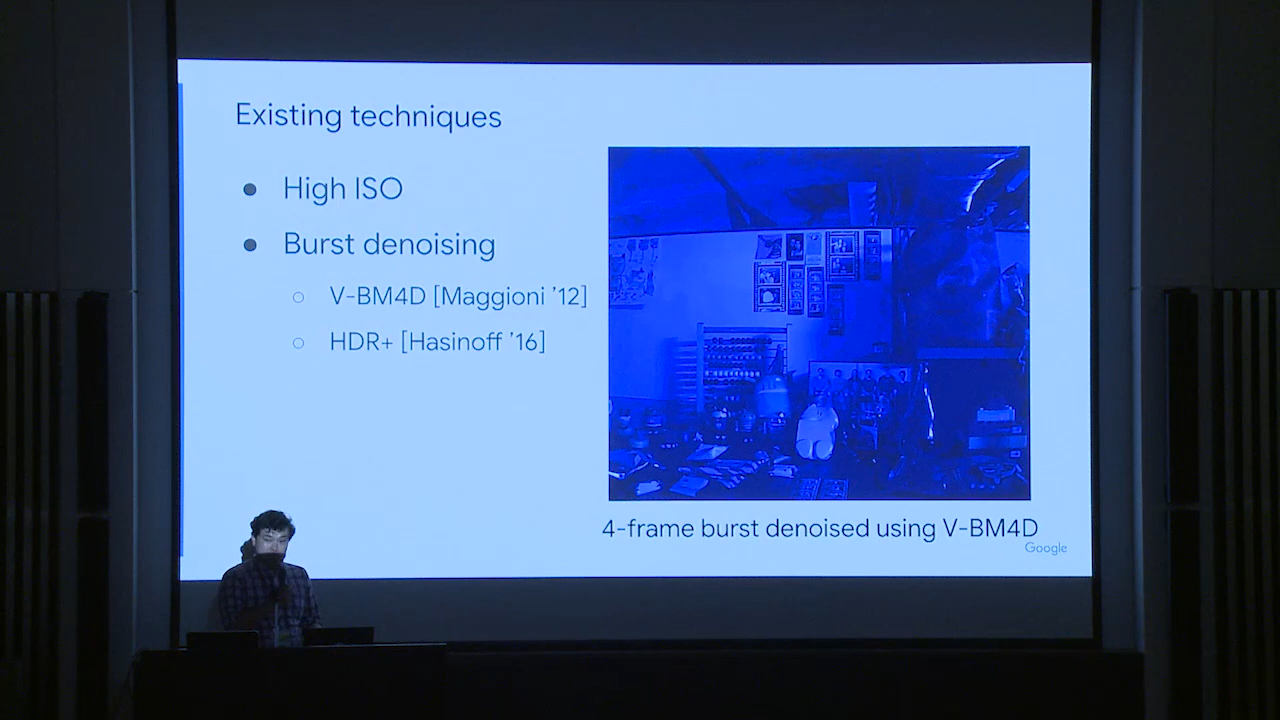 Existing techniques
● High ISO
● Burst denoising
○ V-BM4D [Maggioni ’12]
○ HDR+ [Hasinoff ’16]
4-frame burst denoised using V-BM4D
Google